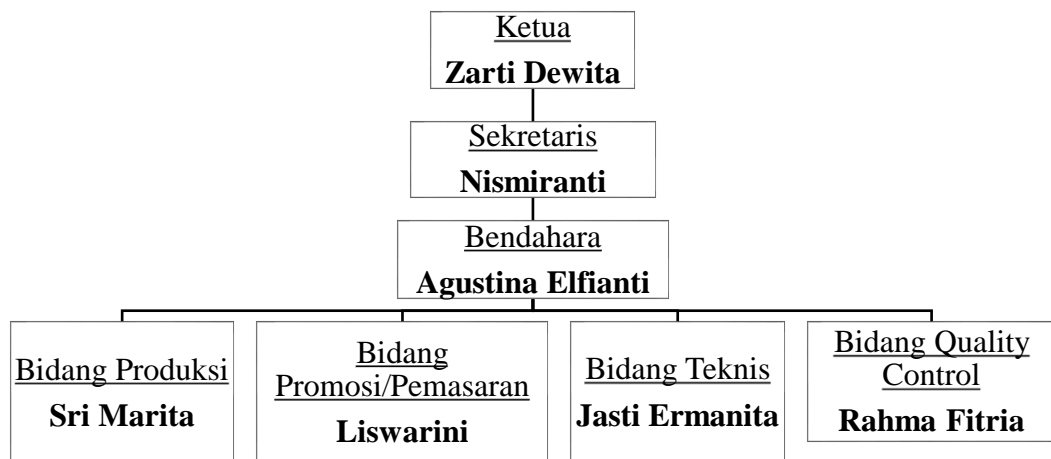 Ketua
Zarti Dewita
Sekretaris
Nismiranti
Bendahara
Agustina Elfianti
Bidang Produksi
Sri Marita
Bidang
Promosi/Pemasaran
Liswarini
Bidang Teknis
Jasti Ermanita
Bidang Quality
Control
Rahma Fitria